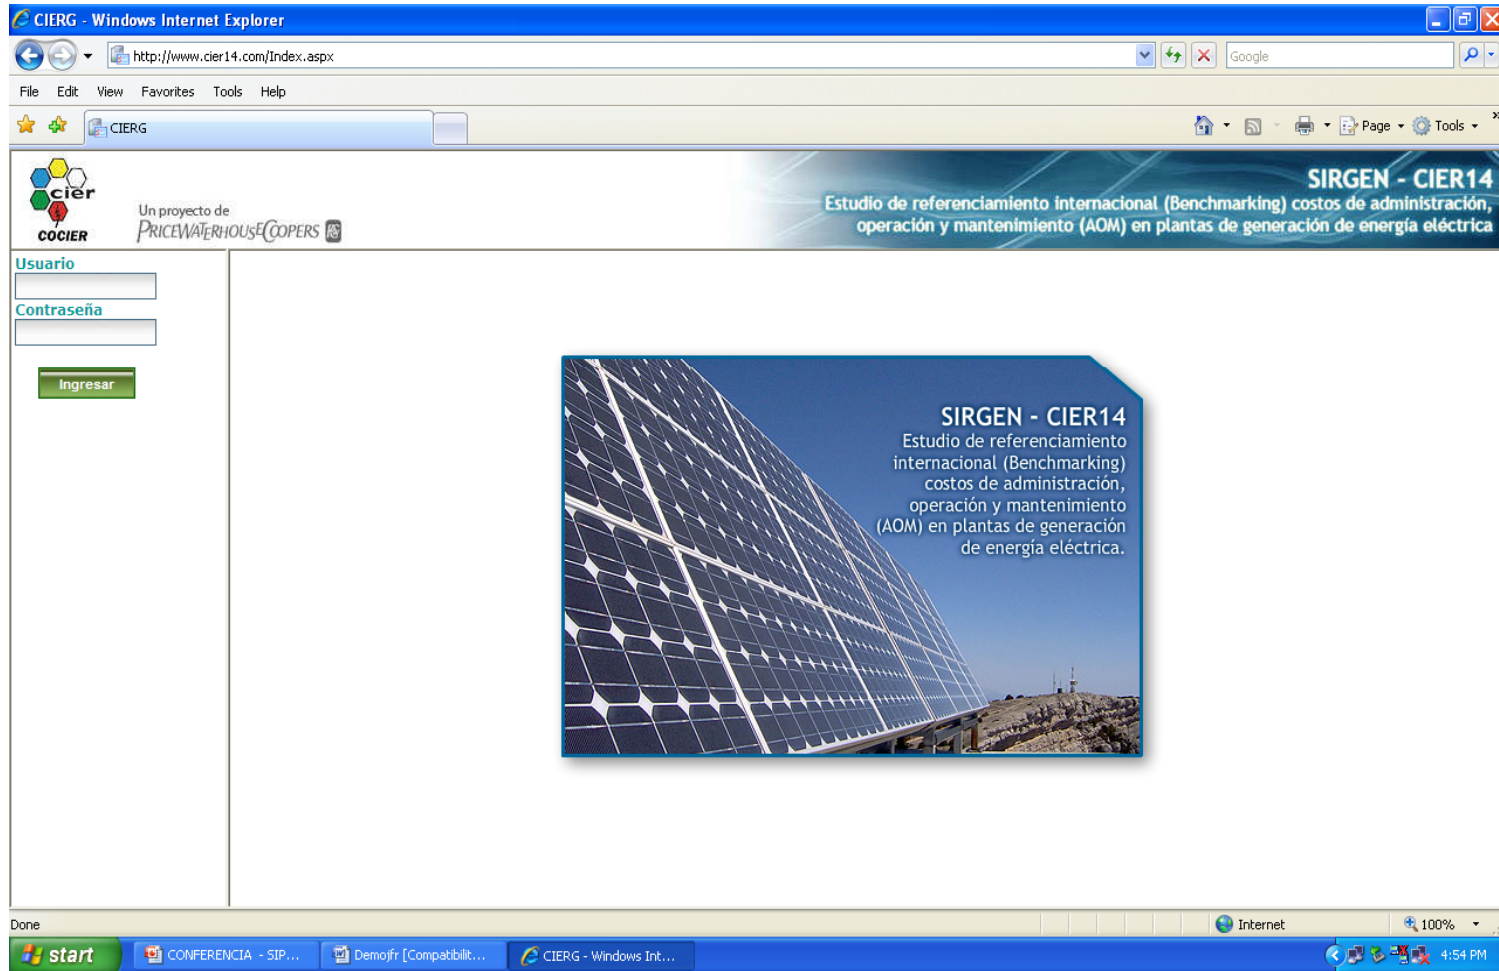 CIERG - Windows Internet Explorer
http://www.cier14.com/Index.aspx
Google
File Edit View Favorites Tools Help
CIERG
Page Tools
cier
COCIER
Un proyecto de
PRICEWATERHOUSECOOPERS
SIRGEN - CIER14
Estudio de referenciamiento internacional (Benchmarking) costos de administración,
operación y mantenimiento (AOM) en plantas de generación de energía eléctrica
Usuario
Contraseña
Ingresar
SIRGEN - CIER14
Estudio de referenciamiento
internacional (Benchmarking)
costos de administración,
operación y mantenimiento
(AOM) en plantas de generación
de energía eléctrica.
Done
Internet
100%
start
CONFERENCIA - SIP...
Demojfr [Compatibilit...
CIERG - Windows Int...
4:54 PM